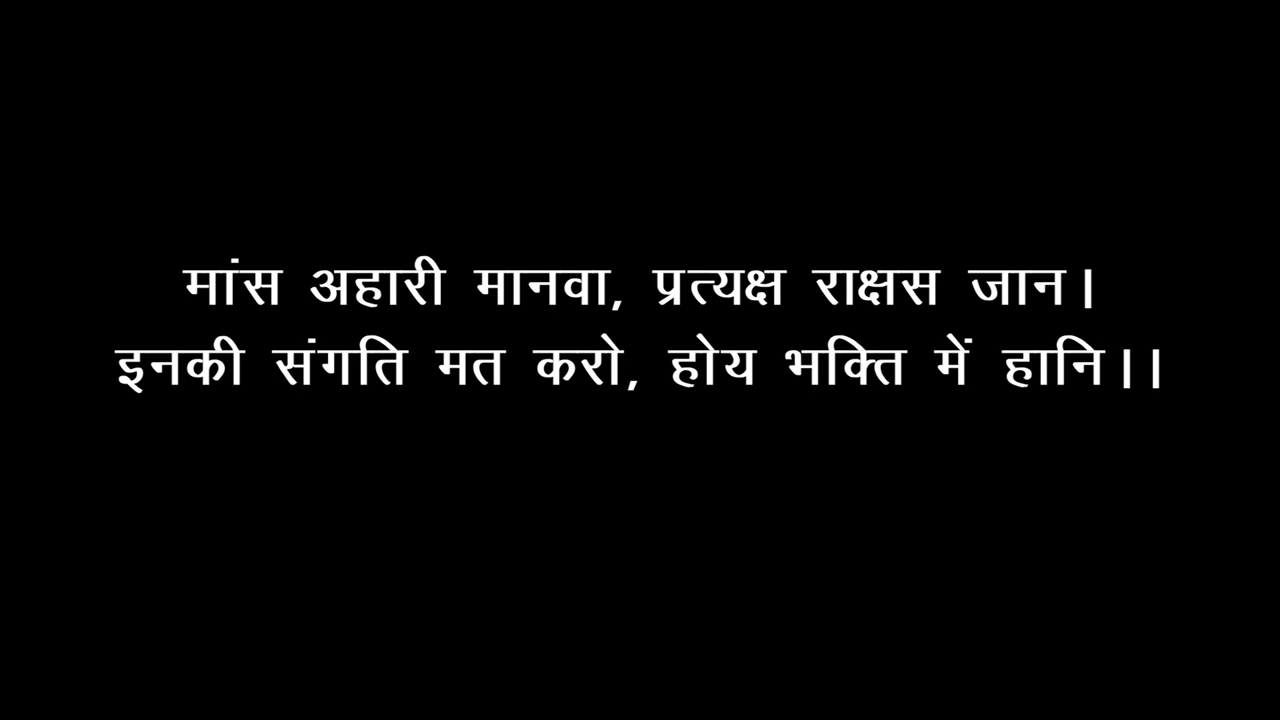 मांस अहारी मानवा, प्रत्यक्ष राक्षस जान।
इनकी संगति मत करो, होय भक्ति में हानि।।